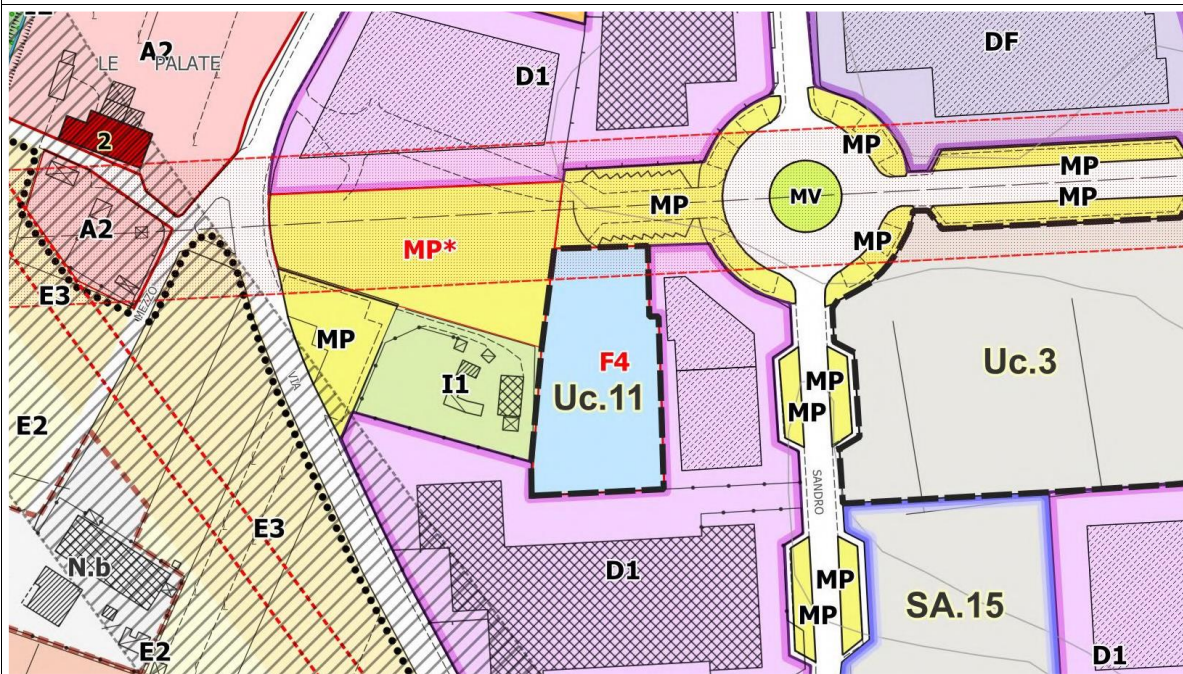 A2
LE PALATE
D1
DF
2
MP
MP
MP
MP
MV
A2
MP*
MP
E3
MEZZO
MP
VIA
I1
F4
Uc.11
MP
MP
Uc.3
E2
SANDRO
E3
N.b
D1
MP
MP
SA.15
E2
D1